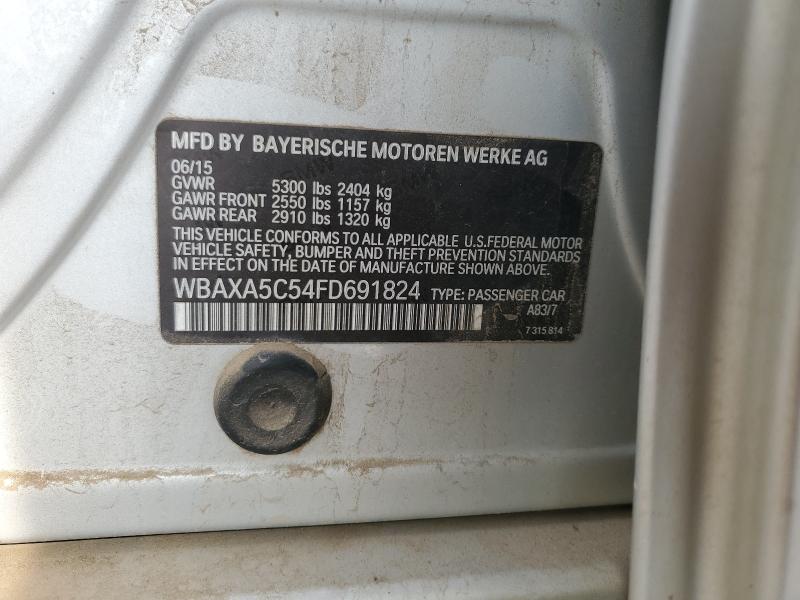 MFD BY BAYERISCHE MOTOREN WERKE AG
06/15
GVWR 5300 lbs 2404 kg
GAWR FRONT 2550 lbs 1157 kg
GAWR REAR 2910 lbs 1320 kg
THIS VEHICLE CONFORMS TO ALL APPLICABLE U.S.FEDERAL MOTOR
VEHICLE SAFETY, BUMPER AND THEFT PREVENTION STANDARDS
IN EFFECT ON THE DATE OF MANUFACTURE SHOWN ABOVE.
WBAXA5C54FD691824 TYPE: PASSENGER CAR
A83/7
7 315 814